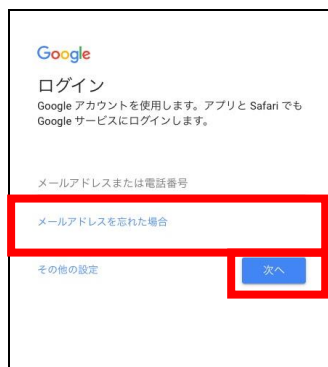 Google
ログイン
Google アカウントを使用します。アプリと Safari でも
Google サービスにログインします。
メールアドレスまたは電話番号
メールアドレスを忘れた場合
その他の設定
次へ